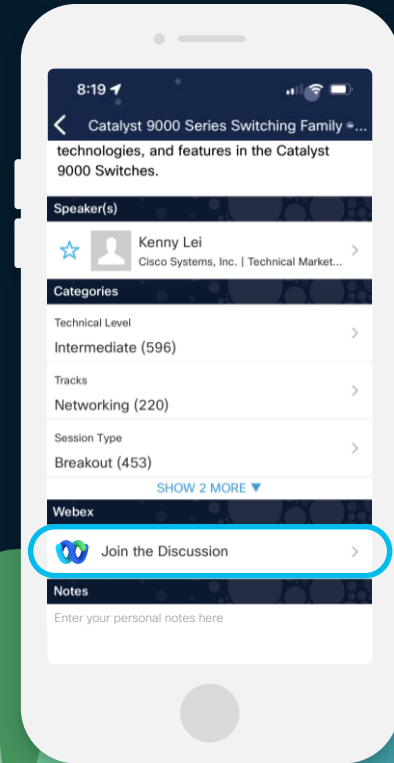 8:19
Catalyst 9000 Series Switching Family -...
technologies, and features in the Catalyst
9000 Switches.
Speaker(s)
Kenny Lei
Cisco Systems, Inc. | Technical Market...
Categories
Technical Level
Intermediate (596)
Tracks
Networking (220)
Session Type
Breakout (453)
SHOW 2 MORE ▼
Webex
Join the Discussion
Notes
Enter your personal notes here